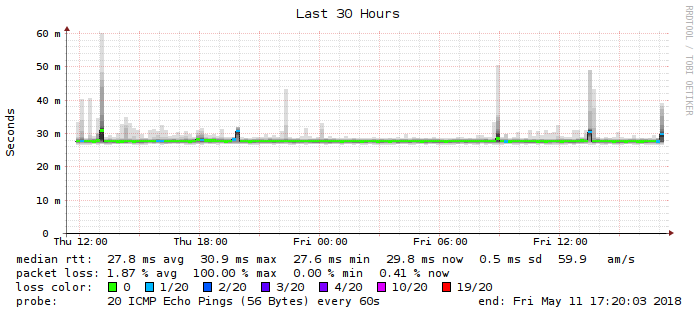 Last 30 Hours
RRDTOOL / TOBI OETIKER
Seconds
60 m
50 m
40 m
30 m
20 m
10 m
0
Thu 12:00 Thu 18:00 Fri 00:00 Fri 06:00 Fri 12:00
median rtt: 27.8 ms avg 30.9 ms max 27.6 ms min 29.8 ms now 0.5 ms sd 59.9 am/s
packet loss: 1.87 % avg 100.00 % max 0.00 % min 0.41 % now
loss color: 0 1/20 2/20 3/20 4/20 10/20 19/20
probe: 20 ICMP Echo Pings (56 Bytes) every 60s end: Fri May 11 17:20:03 2018